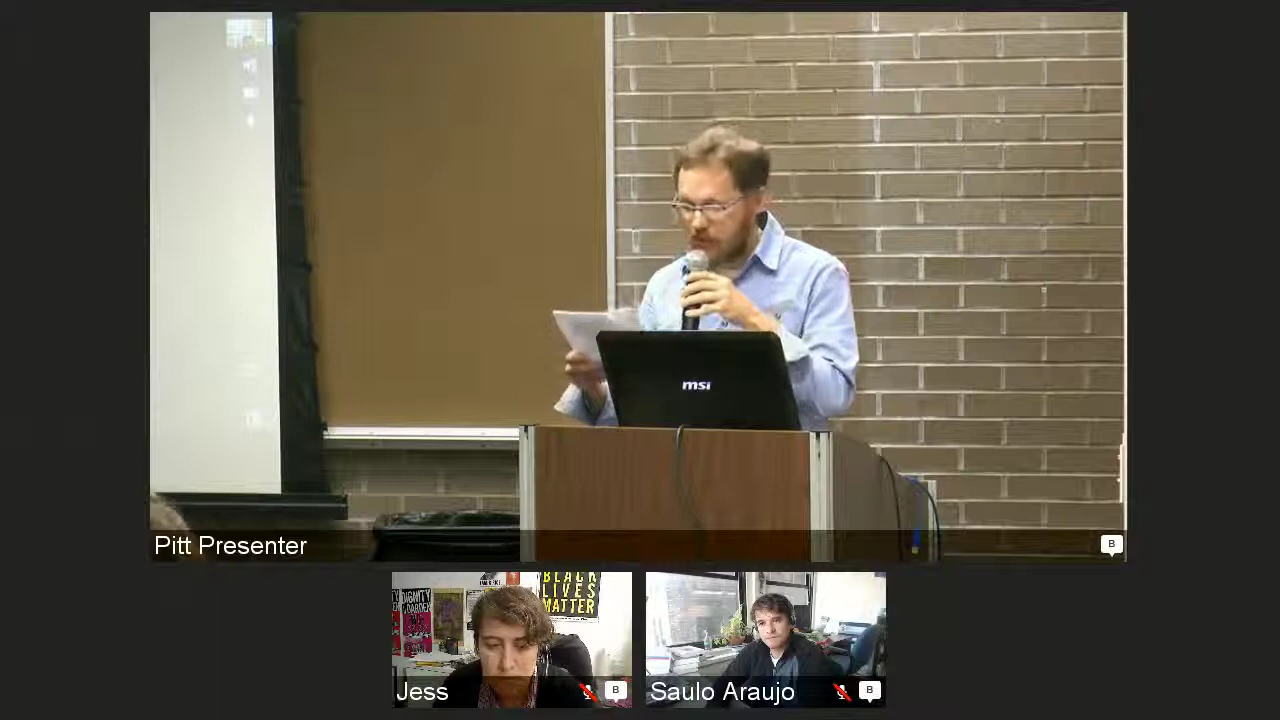 msi
Pitt Presenter
B
DIGNITY
BLACK
LIVES
MATTER
Jess
B
Saulo Araujo
B